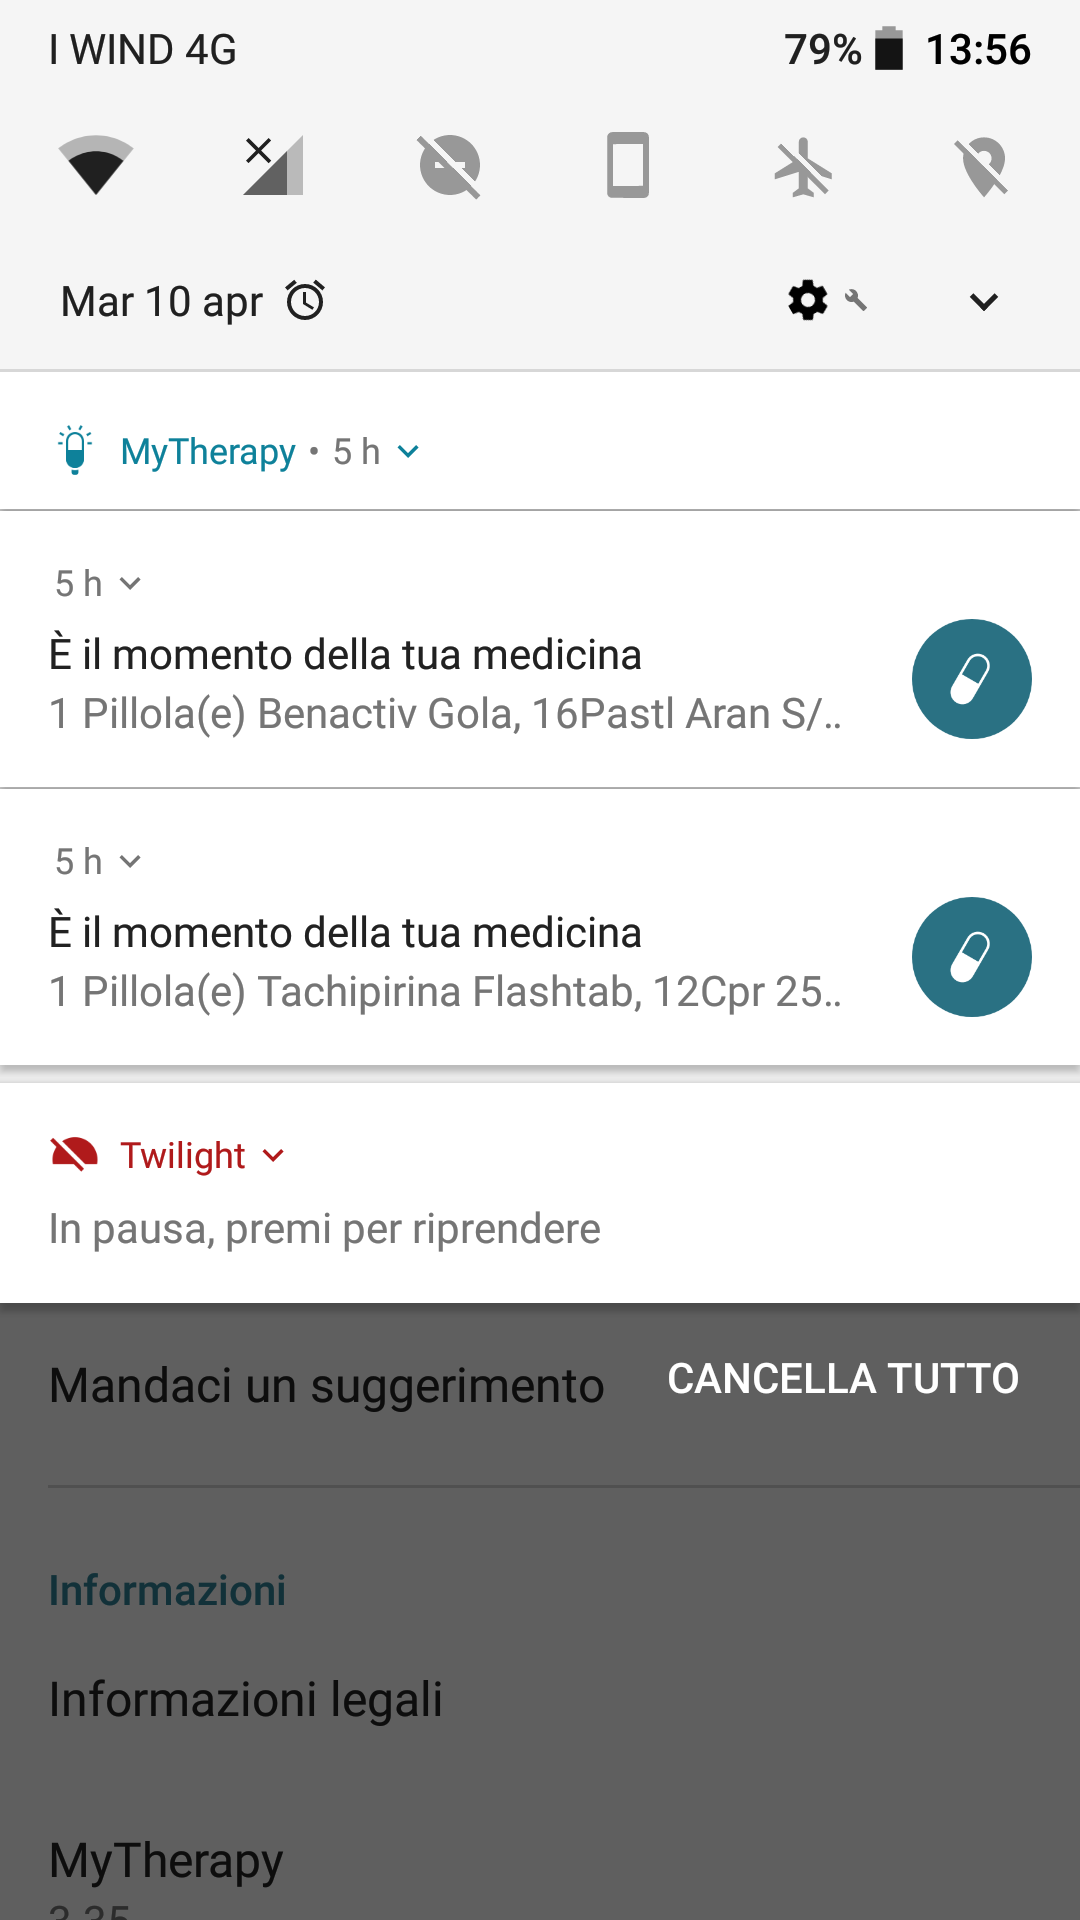 I WIND 4G 79% 13:56
Mar 10 apr
MyTherapy • 5 h
5 h
È il momento della tua medicina
1 Pillola(e) Benactiv Gola, 16Pastl Aran S/..
5 h
È il momento della tua medicina
1 Pillola(e) Tachipirina Flashtab, 12Cpr 25..
Twilight
In pausa, premi per riprendere
Mandaci un suggerimento CANCELLA TUTTO
Informazioni
Informazioni legali
MyTherapy
3.35